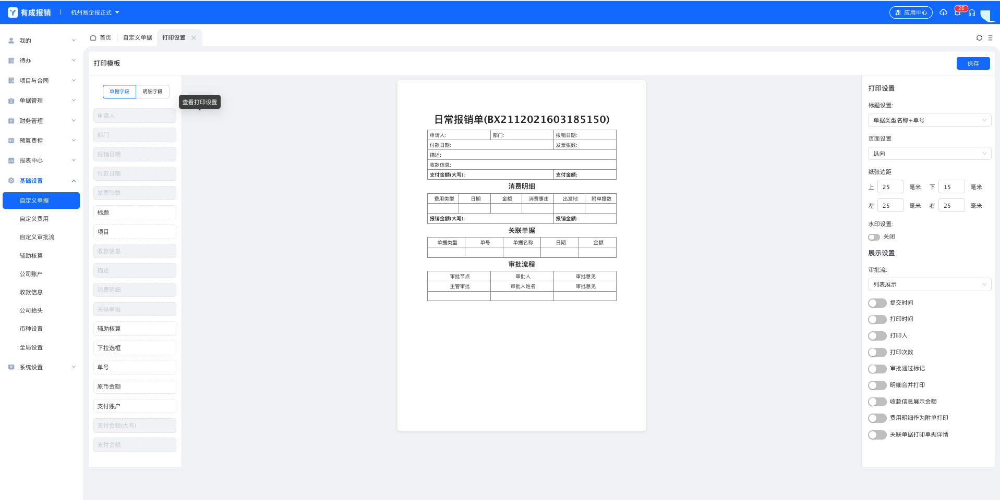 有成报销
杭州易企报正式
应用中心
26
我的
待办
项目与合同
单据管理
财务管理
预算费控
报表中心
基础设置
自定义单据
自定义费用
自定义审批流
辅助核算
公司账户
收款信息
公司抬头
币种设置
全局设置
系统设置
首页
自定义单据
打印设置
打印模板
保存
单据字段
明细字段
查看打印设置
申请人
部门
报销日期
付款日期
发票张数
标题
项目
收款信息
描述
消费明细
关联单据
辅助核算
下拉选框
单号
原币金额
支付账户
支付金额(大写)
支付金额
日常报销单(BX2112021603185150)
申请人: 部门: 报销日期:
付款日期: 发票张数:
描述:
收款信息:
支付金额(大写): 支付金额:
消费明细
费用类型 日期 金额 消费事由 出发地 附单据数
报销金额(大写): 报销金额:
关联单据
单据类型 单号 单据名称 日期 金额
审批流程
审批节点 审批人 审批意见
主管审批 审批人姓名 审批意见
打印设置
标题设置:
单据类型名称+单号
页面设置
纵向
纸张边距
上 25 毫米 下 15 毫米
左 25 毫米 右 25 毫米
水印设置:
关闭
展示设置
审批流:
列表展示
提交时间
打印时间
打印人
打印次数
审批通过标记
明细合并打印
收款信息展示金额
费用明细作为附单打印
关联单据打印单据详情